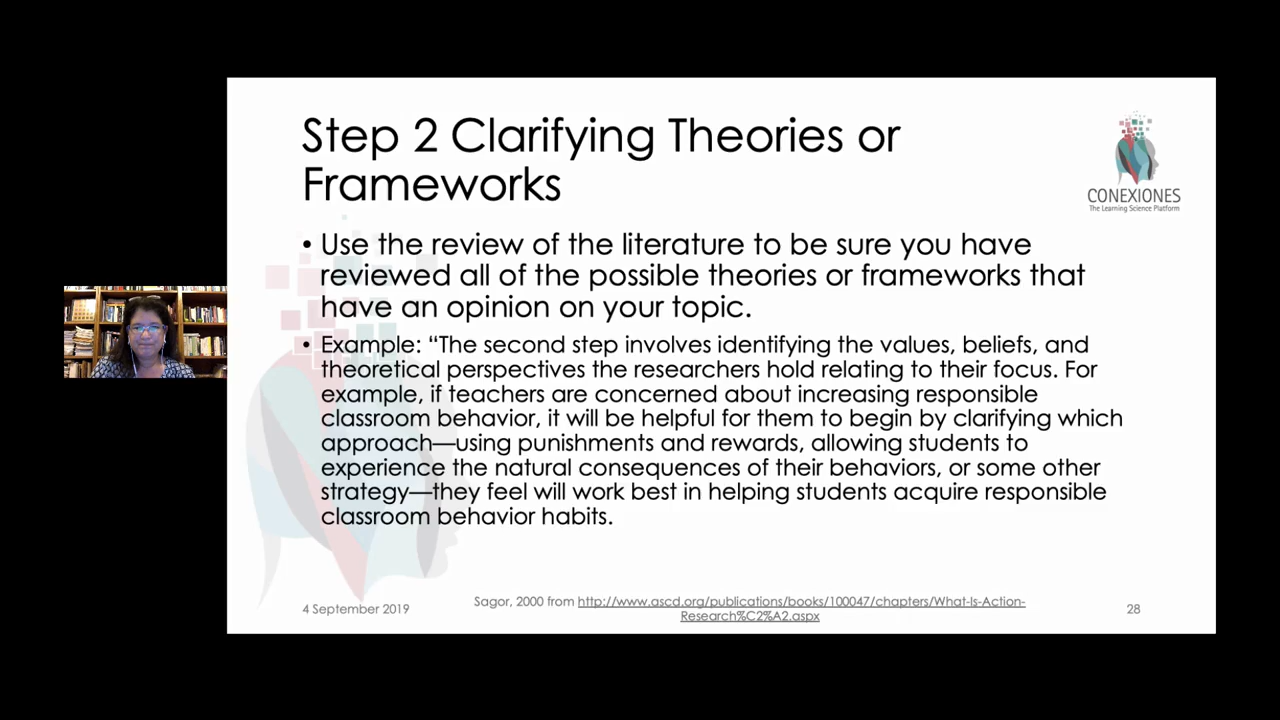 Step 2 Clarifying Theories or
Frameworks
CONEXIONES
The Learning Science Platform
• Use the review of the literature to be sure you have
reviewed all of the possible theories or frameworks that
have an opinion on your topic.
• Example: “The second step involves identifying the values, beliefs, and
theoretical perspectives the researchers hold relating to their focus. For
example, if teachers are concerned about increasing responsible
classroom behavior, it will be helpful for them to begin by clarifying which
approach—using punishments and rewards, allowing students to
experience the natural consequences of their behaviors, or some other
strategy—they feel will work best in helping students acquire responsible
classroom behavior habits.
4 September 2019
Sagor, 2000 from http://www.ascd.org/publications/books/100047/chapters/What-Is-Action-
Research%C2%A2.aspx
28